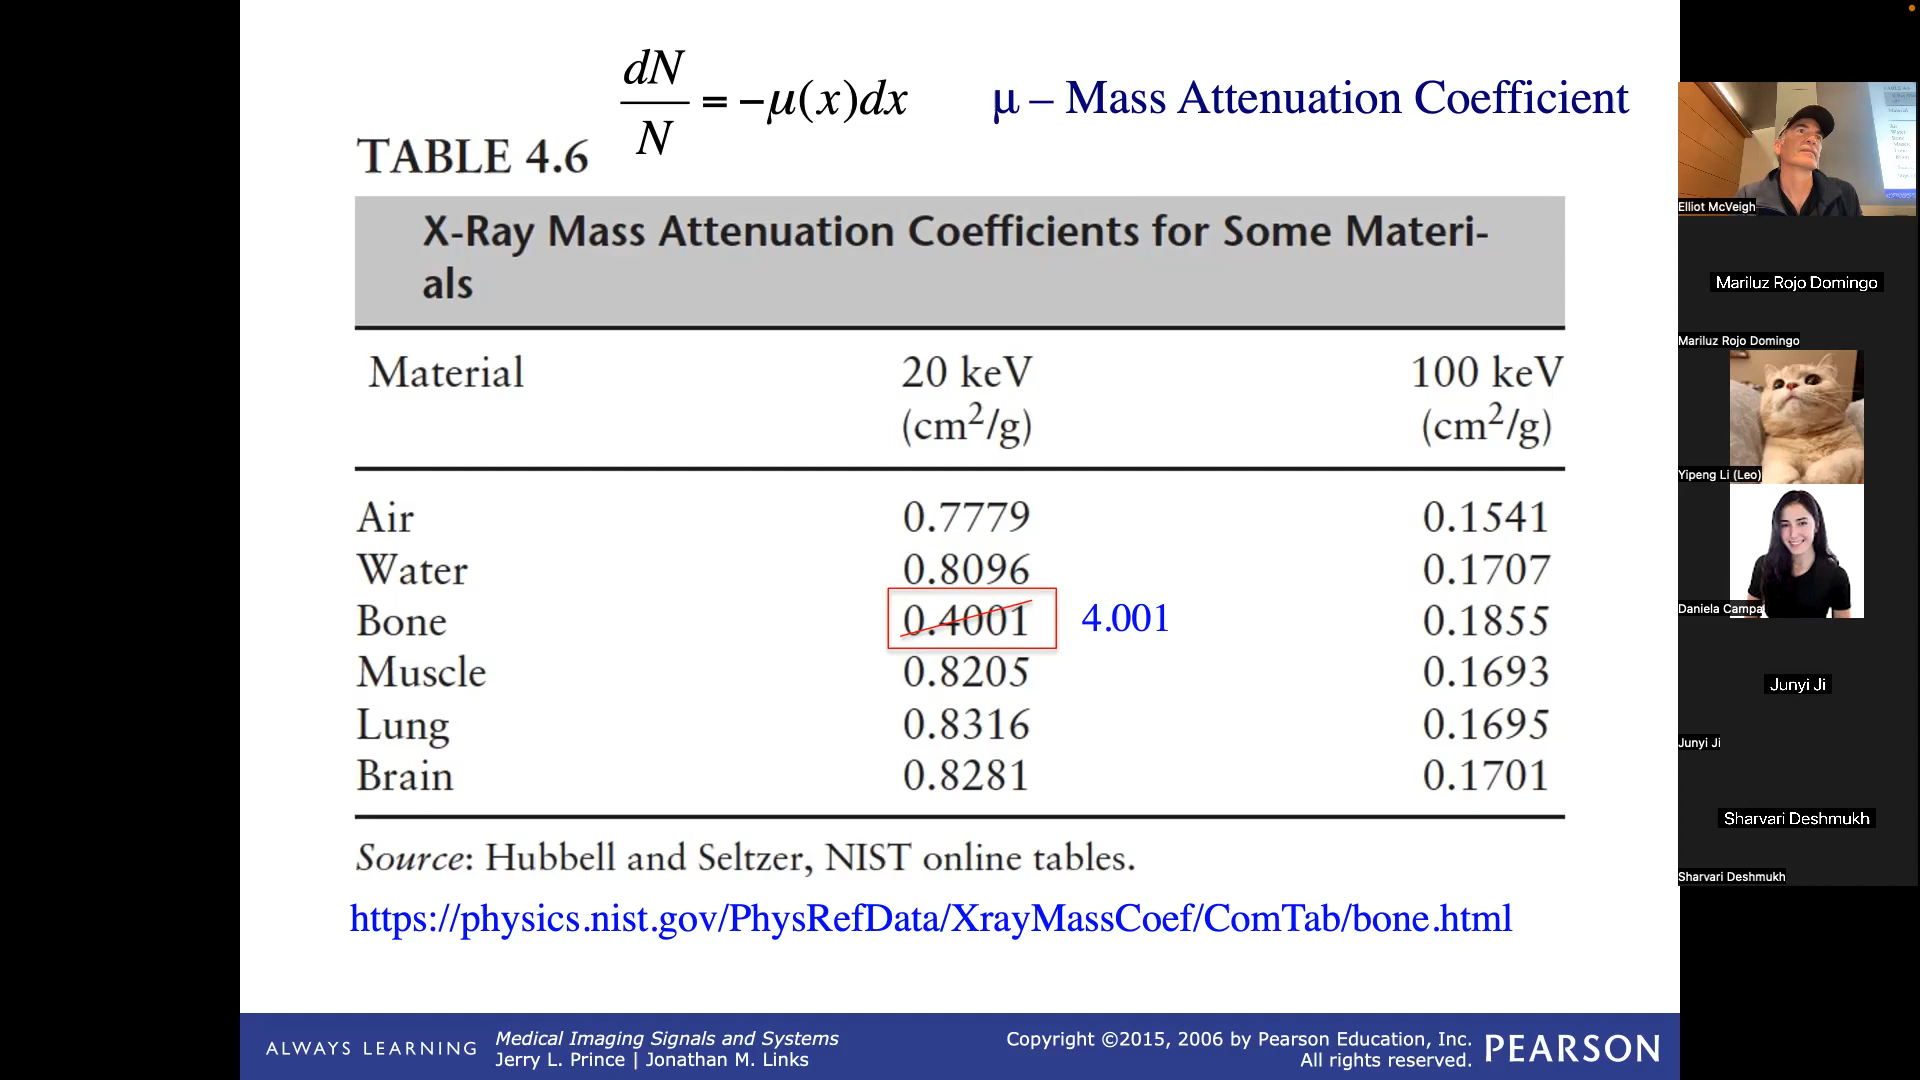 dN
N
= −μ(x)dx
μ – Mass Attenuation Coefficient
TABLE 4.6
X-Ray Mass Attenuation Coefficients for Some Materi-
als
Material 20 keV 100 keV
(cm²/g) (cm²/g)
Air 0.7779 0.1541
Water 0.8096 0.1707
Bone 0.4001 4.001 0.1855
Muscle 0.8205 0.1693
Lung 0.8316 0.1695
Brain 0.8281 0.1701
Source: Hubbell and Seltzer, NIST online tables.
https://physics.nist.gov/PhysRefData/XrayMassCoef/ComTab/bone.html
ALWAYS LEARNING
Medical Imaging Signals and Systems
Jerry L. Prince | Jonathan M. Links
Copyright ©2015, 2006 by Pearson Education, Inc.
All rights reserved.
PEARSON
Elliot McVeigh
Mariluz Rojo Domingo
Mariluz Rojo Domingo
Yipeng Li (Leo)
Daniela Campa
Junyi Ji
Junyi Ji
Sharvari Deshmukh
Sharvari Deshmukh